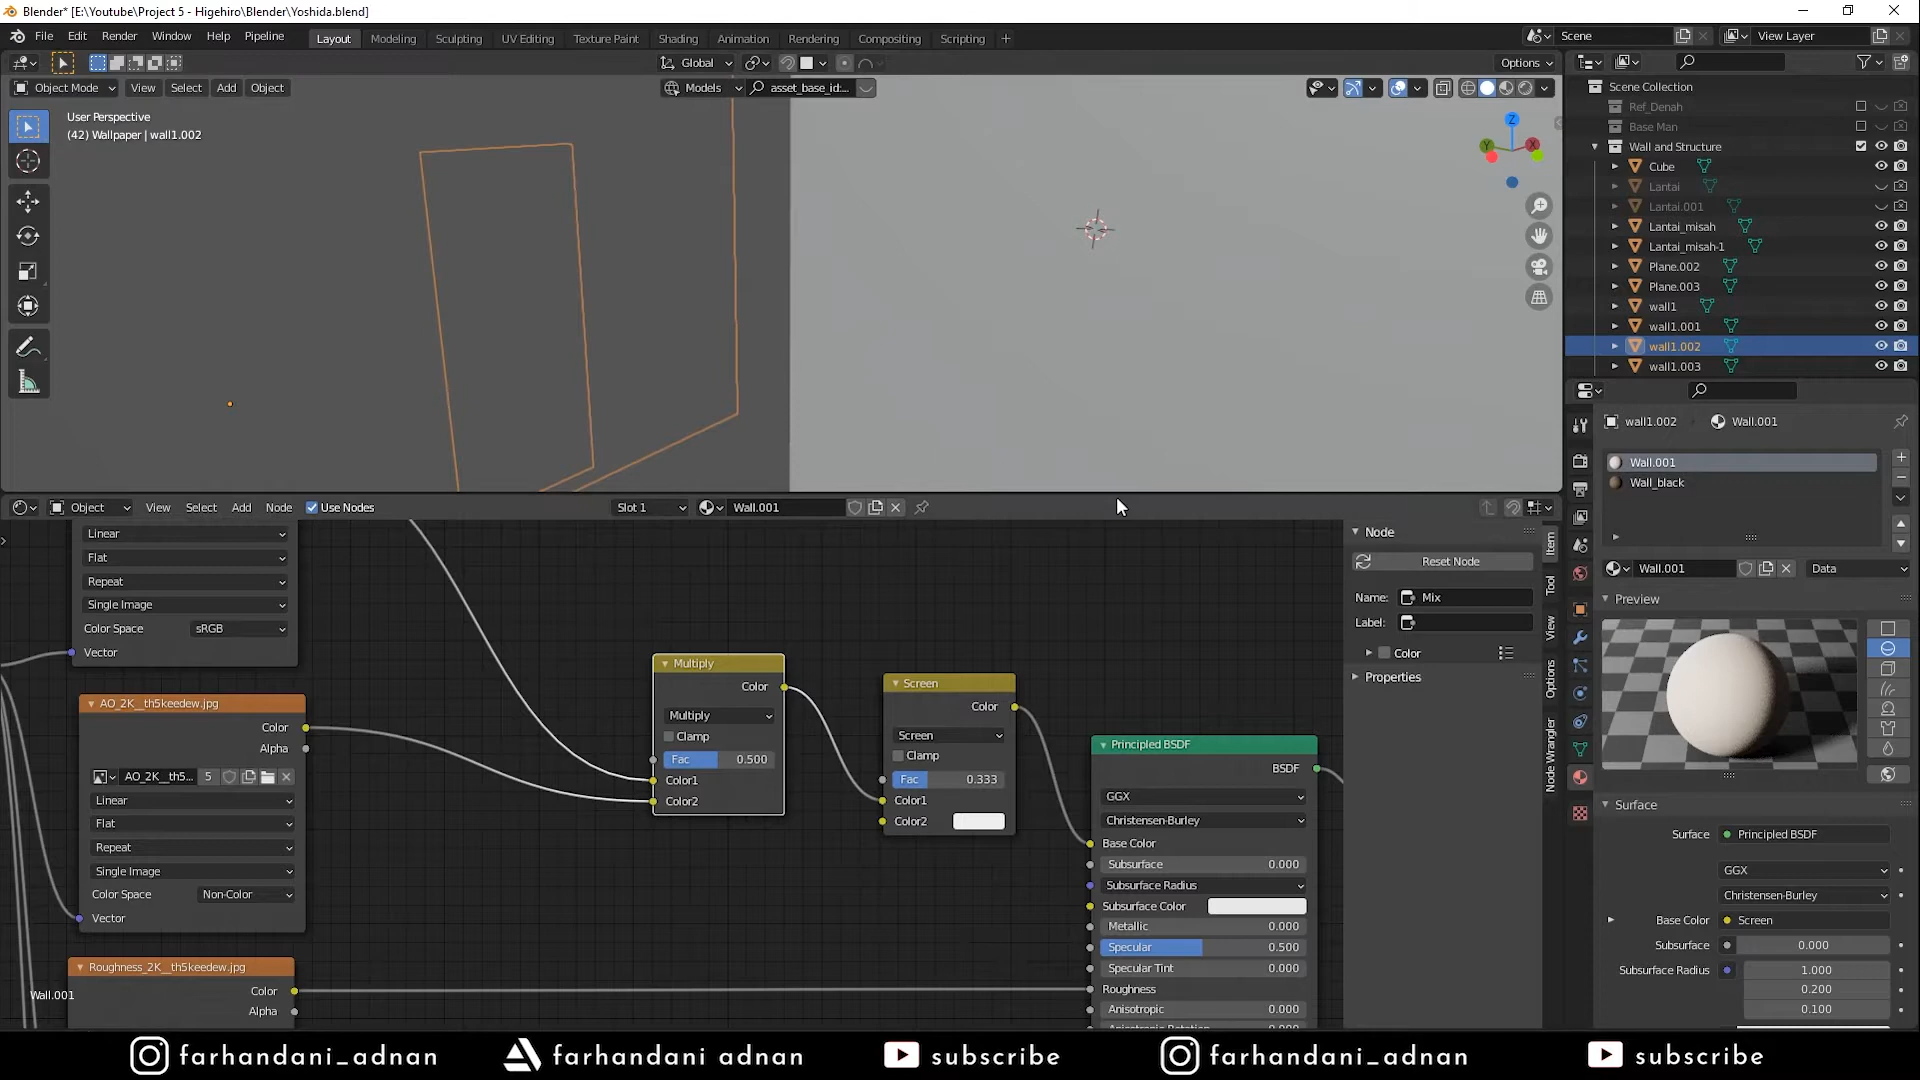 Blender* [E:\Youtube\Project 5 - Higehiro\Blender\Yoshida.blend]
File Edit Render Window Help Pipeline Layout Modeling Sculpting UV Editing Texture Paint Shading Animation Rendering Compositing Scripting + Scene View Layer
Global Options
Object Mode View Select Add Object Models asset_base_id:...
User Perspective
(42) Wallpaper | wall1.002
Z
Y
X
Scene Collection
Ref_Denah
Base Man
Wall and Structure
Cube
Lantai
Lantai.001
Lantai_misah
Lantai_misah-1
Plane.002
Plane.003
wall1
wall1.001
wall1.002
wall1.003
wall1.002 Wall.001
Wall.001
Wall_black
Wall.001 Data
Preview
Surface
Surface Principled BSDF
GGX
Christensen-Burley
Base Color Screen
Subsurface 0.000
Subsurface Radius 1.000
0.200
0.100
Object View Select Add Node Use Nodes Slot 1 Wall.001
Linear
Flat
Repeat
Single Image
Color Space sRGB
Vector
AO_2K__th5keedew.jpg
Color
Alpha
AO_2K__th5... 5
Linear
Flat
Repeat
Single Image
Color Space Non-Color
Vector
Roughness_2K__th5keedew.jpg
Color
Alpha
Wall.001
Multiply
Color
Multiply
Clamp
Fac 0.500
Color1
Color2
Screen
Color
Screen
Clamp
Fac 0.333
Color1
Color2
Principled BSDF
BSDF
GGX
Christensen-Burley
Base Color
Subsurface 0.000
Subsurface Radius
Subsurface Color
Metallic 0.000
Specular 0.500
Specular Tint 0.000
Roughness
Anisotropic 0.000
Node
Reset Node
Name: Mix
Label:
Color
Properties
Item
Tool
View
Options
Node Wrangler
farhandani_adnan farhandani adnan subscribe farhandani_adnan subscribe